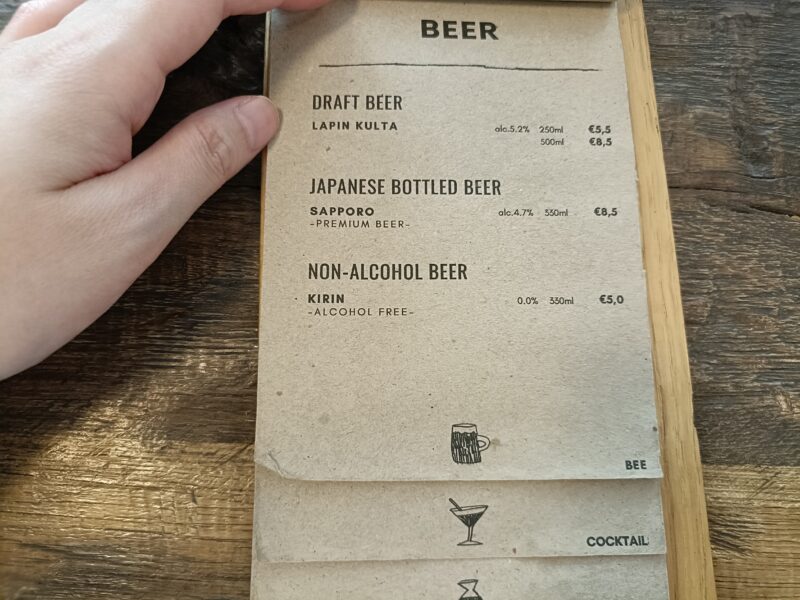 BEER
DRAFT BEER
LAPIN KULTA alc.5.2% 250ml €5,5
500ml €8,5
JAPANESE BOTTLED BEER
SAPPORO alc.4.7% 330ml €8,5
-PREMIUM BEER-
NON-ALCOHOL BEER
KIRIN 0.0% 330ml €5,0
-ALCOHOL FREE-
BEE
COCKTAIL